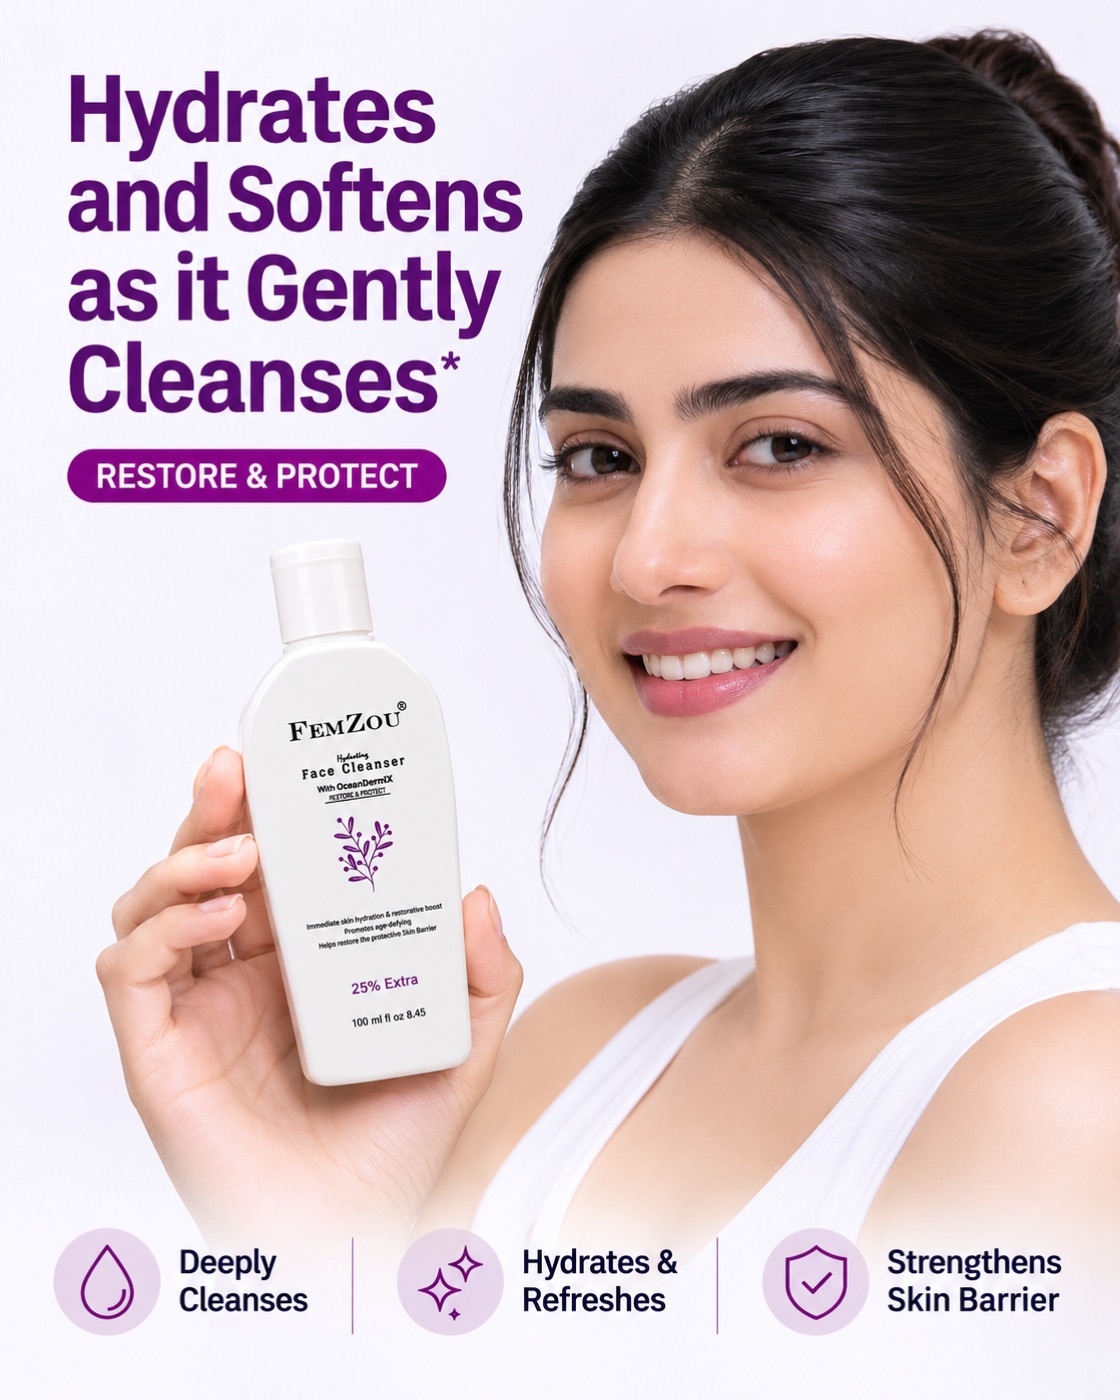 Hydrates
and Softens
as it Gently
Cleanses*
RESTORE & PROTECT
FEMZOU®
Hydrating
Face Cleanser
With OceanDermX
RESTORE & PROTECT
Immediate skin hydration & restorative boost
Promotes age-defying
Helps restore the protective Skin Barrier
25% Extra
100 ml fl oz 8.45
Deeply
Cleanses
Hydrates &
Refreshes
Strengthens
Skin Barrier